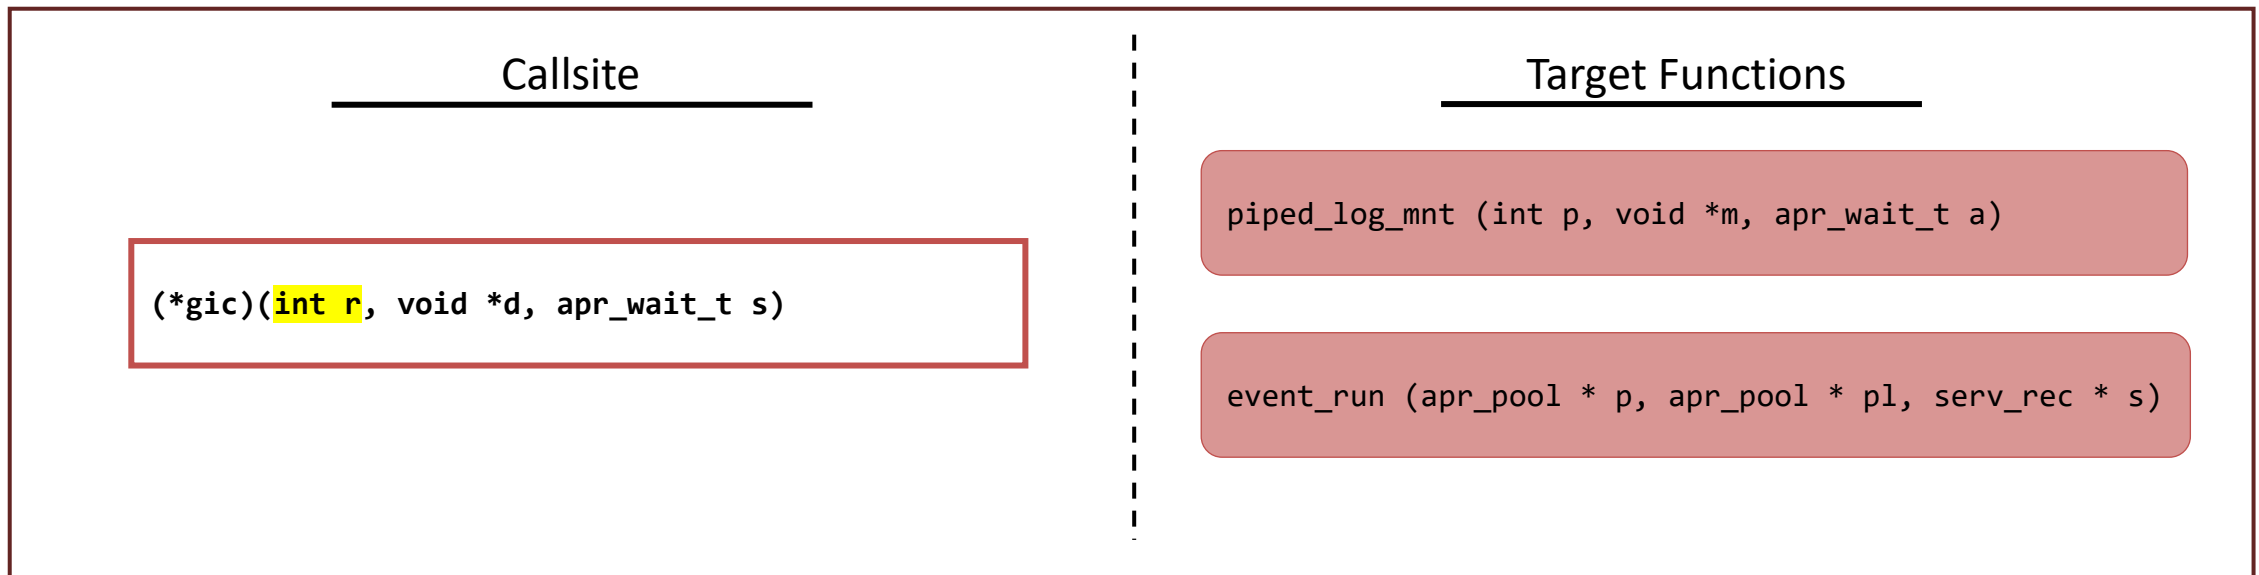 Callsite
Target Functions
piped_log_mnt (int p, void *m, apr_wait_t a)
(*gic)(int r, void *d, apr_wait_t s)
event_run (apr_pool * p, apr_pool * pl, serv_rec * s)